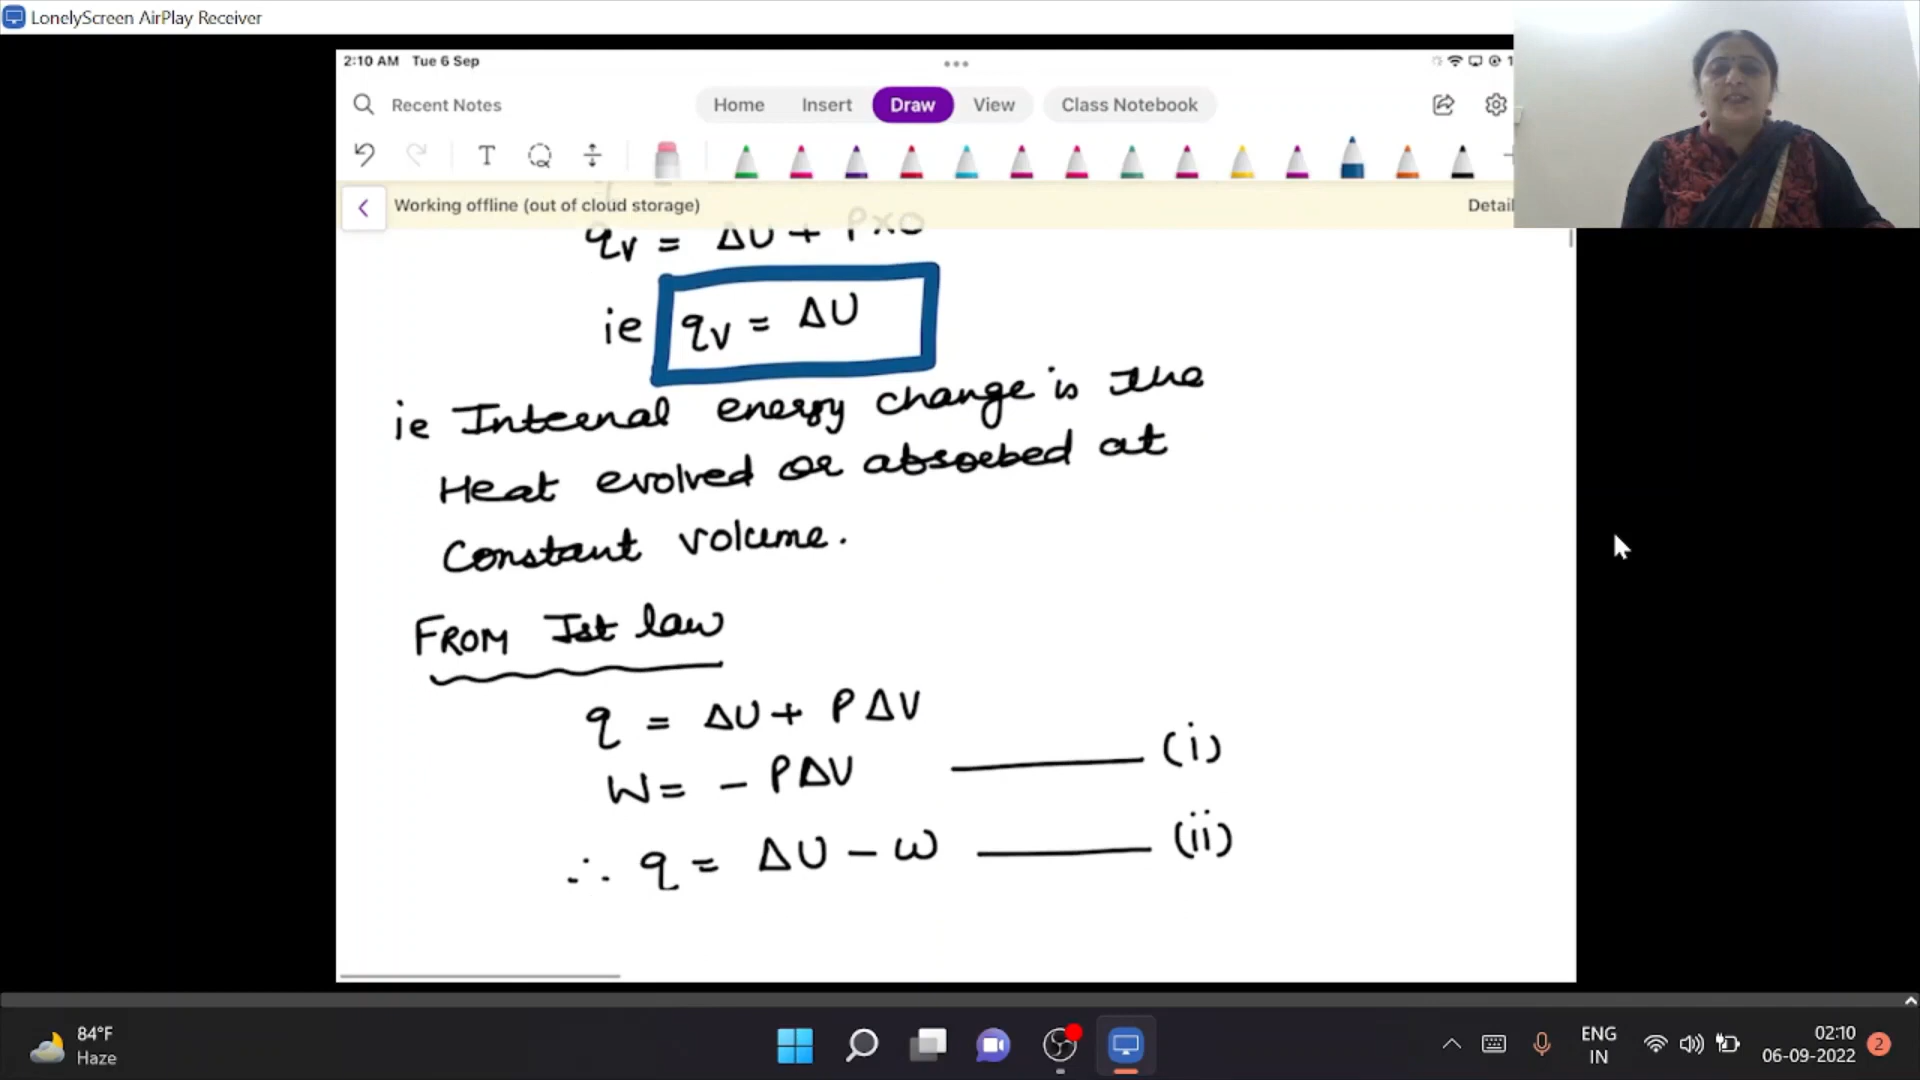 LonelyScreen AirPlay Receiver
2:10 AM Tue 6 Sep
Recent Notes
Home Insert Draw View Class Notebook
Working offline (out of cloud storage)
Detail
qv = ΔU + P×0
ie qv = ΔU
ie Internal energy change is the
Heat evolved or absorbed at
Constant volume.
FROM Ist law
q = ΔU + PΔV
W = - PΔV (i)
∴ q = ΔU - W (ii)
84°F
Haze
ENG
IN
02:10
06-09-2022
2